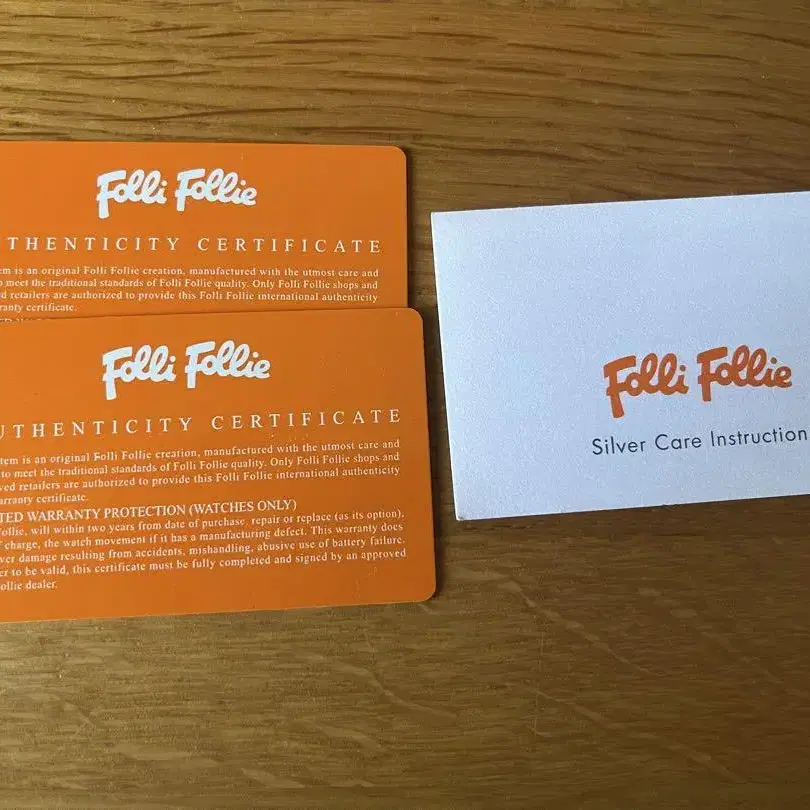 Folli Follie
THENTICITY CERTIFICATE
em is an original Folli Follie creation, manufactured with the utmost care and
o meet the traditional standards of Folli Follie quality. Only Folli Follie shops and
ed retailers are authorized to provide this Folli Follie international authenticity
ranty certificate.
Folli Follie
UTHENTICITY CERTIFICATE
tem is an original Folli Follie creation, manufactured with the utmost care and
to meet the traditional standards of Folli Follie quality. Only Folli Follie shops and
ved retailers are authorized to provide this Folli Follie international authenticity
arranty certificate.
TED WARRANTY PROTECTION (WATCHES ONLY)
ollie, will within two years from date of purchase, repair or replace (as its option),
f charge, the watch movement if it has a manufacturing defect. This warranty does
ver damage resulting from accidents, mishandling, abusive use of battery failure.
er to be valid, this certificate must be fully completed and signed by an approved
ollie dealer.
Folli Follie
Silver Care Instruction